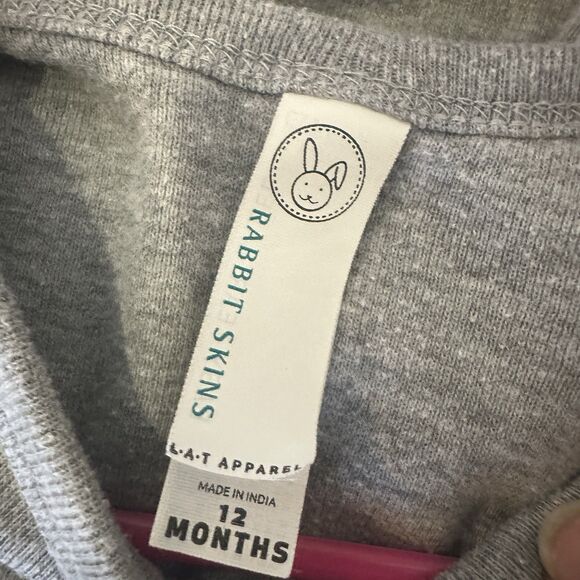 RABBIT SKINS
L·A·T APPAREL
MADE IN INDIA
12
MONTHS